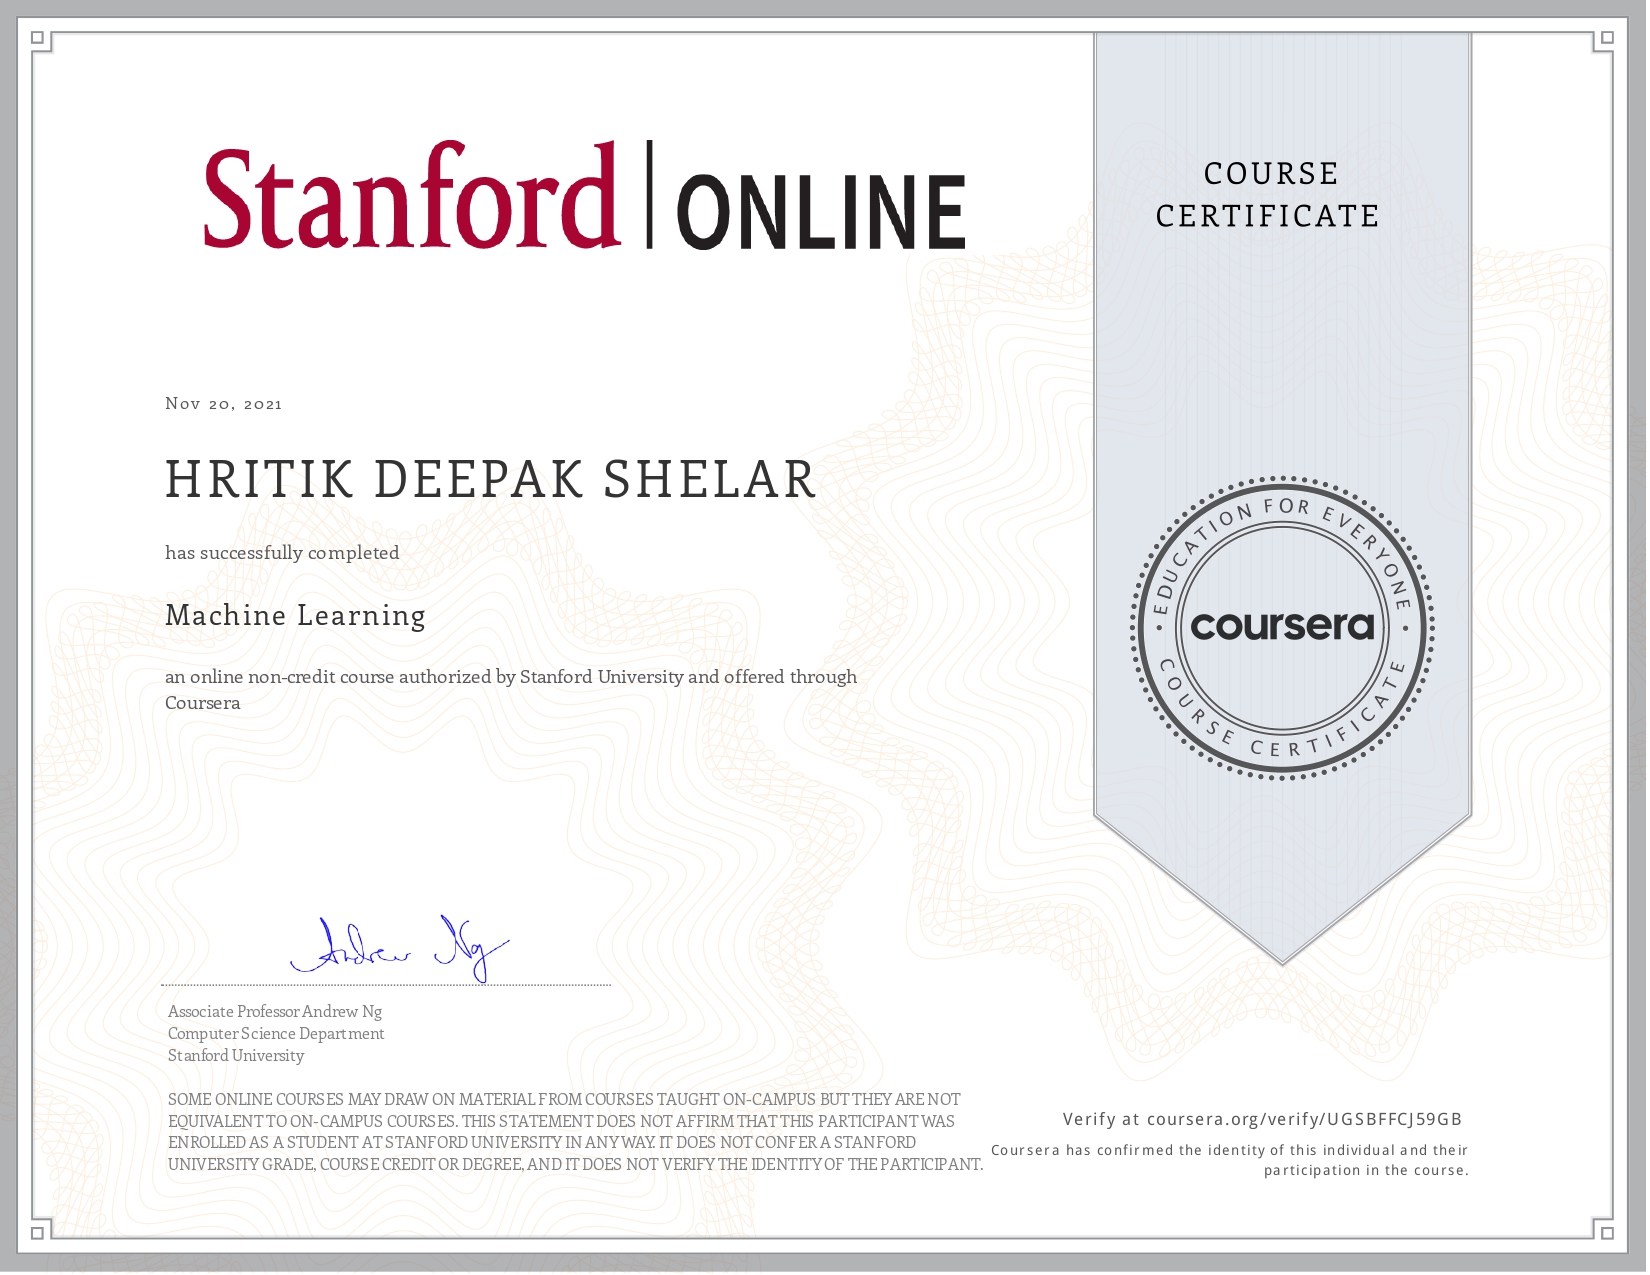 Stanford | ONLINE
COURSE
CERTIFICATE
Nov 20, 2021
HRITIK DEEPAK SHELAR
has successfully completed
Machine Learning
an online non-credit course authorized by Stanford University and offered through
Coursera
EDUCATION FOR EVERYONE
coursera
COURSE CERTIFICATE
Andrew Ng
Associate Professor Andrew Ng
Computer Science Department
Stanford University
SOME ONLINE COURSES MAY DRAW ON MATERIAL FROM COURSES TAUGHT ON-CAMPUS BUT THEY ARE NOT
EQUIVALENT TO ON-CAMPUS COURSES. THIS STATEMENT DOES NOT AFFIRM THAT THIS PARTICIPANT WAS
ENROLLED AS A STUDENT AT STANFORD UNIVERSITY IN ANY WAY. IT DOES NOT CONFER A STANFORD
UNIVERSITY GRADE, COURSE CREDIT OR DEGREE, AND IT DOES NOT VERIFY THE IDENTITY OF THE PARTICIPANT.
Verify at coursera.org/verify/UGSBFFCJ59GB
Coursera has confirmed the identity of this individual and their
participation in the course.